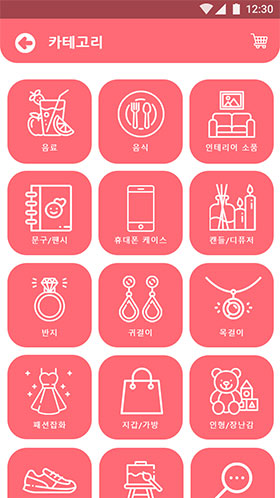 12:30
카테고리
음료
음식
인테리어 소품
문구/팬시
휴대폰 케이스
캔들/디퓨저
반지
귀걸이
목걸이
패션잡화
지갑/가방
인형/장난감